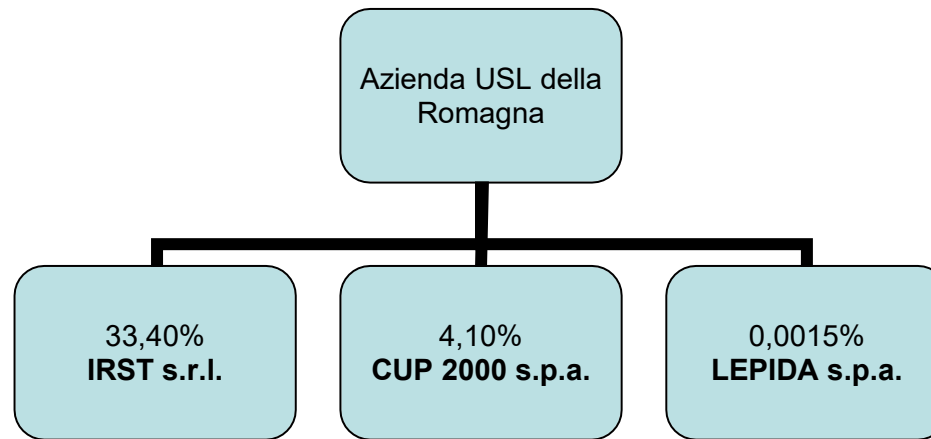 Azienda USL della
Romagna
33,40%
IRST s.r.l.
4,10%
CUP 2000 s.p.a.
0,0015%
LEPIDA s.p.a.